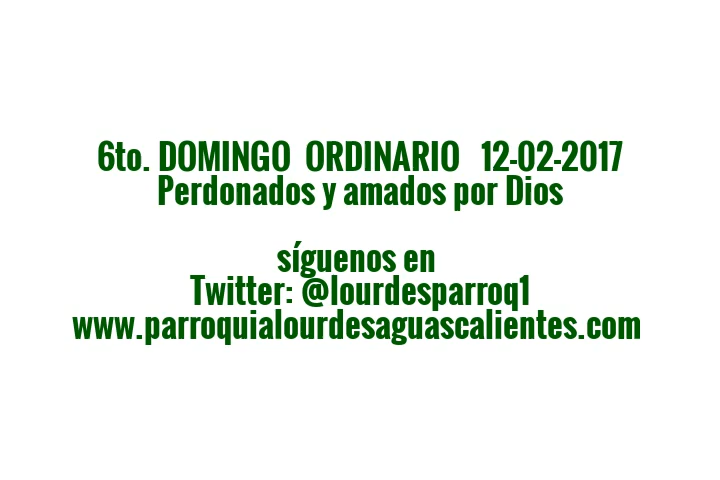 6to. DOMINGO ORDINARIO 12-02-2017
Perdonados y amados por Dios
síguenos en
Twitter: @lourdesparroq1
www.parroquialourdesaguascalientes.com